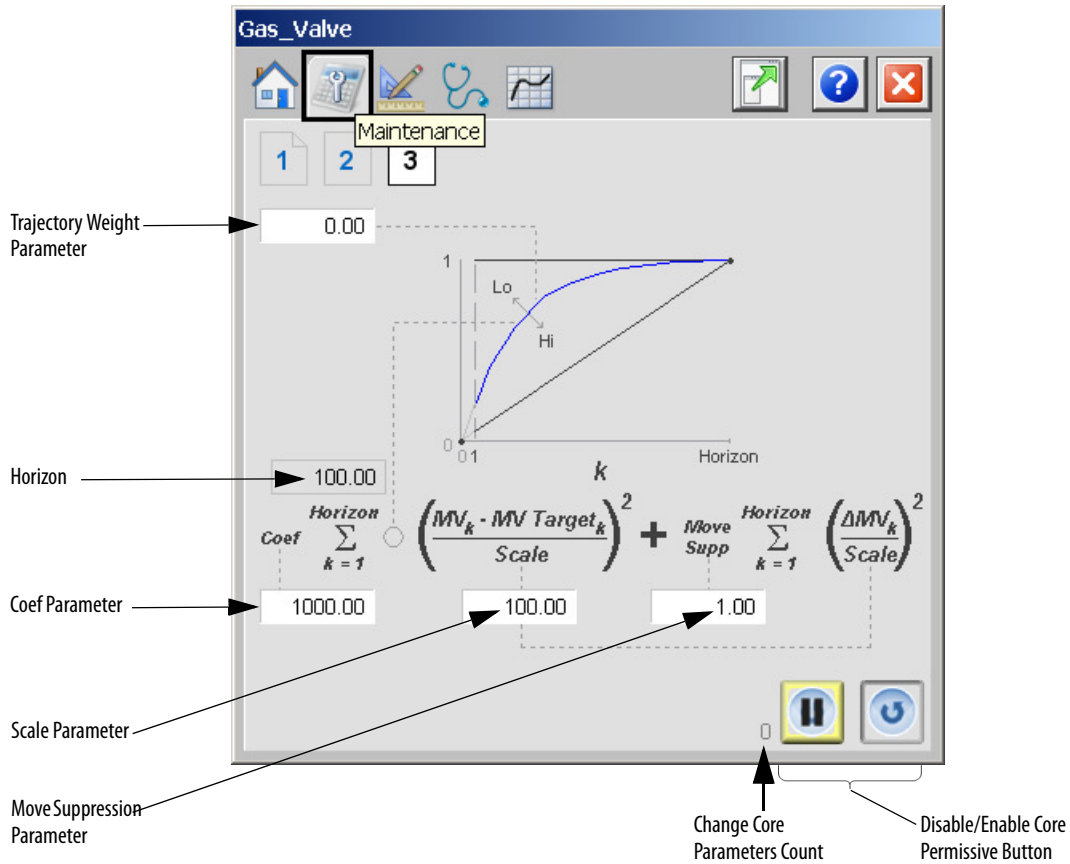 Gas_Valve
Maintenance
1 2 3
Trajectory Weight
Parameter
0.00
1
Lo
Hi
0
0 1
Horizon
k
Horizon
100.00
Coef
Horizon
∑
k = 1
(MVk - MV Targetk
Scale)2
+
Move
Supp
Horizon
∑
k = 1
(ΔMVk
Scale)2
Coef Parameter
1000.00
100.00
1.00
Scale Parameter
0
Move Suppression
Parameter
Change Core
Parameters Count
Disable/Enable Core
Permissive Button